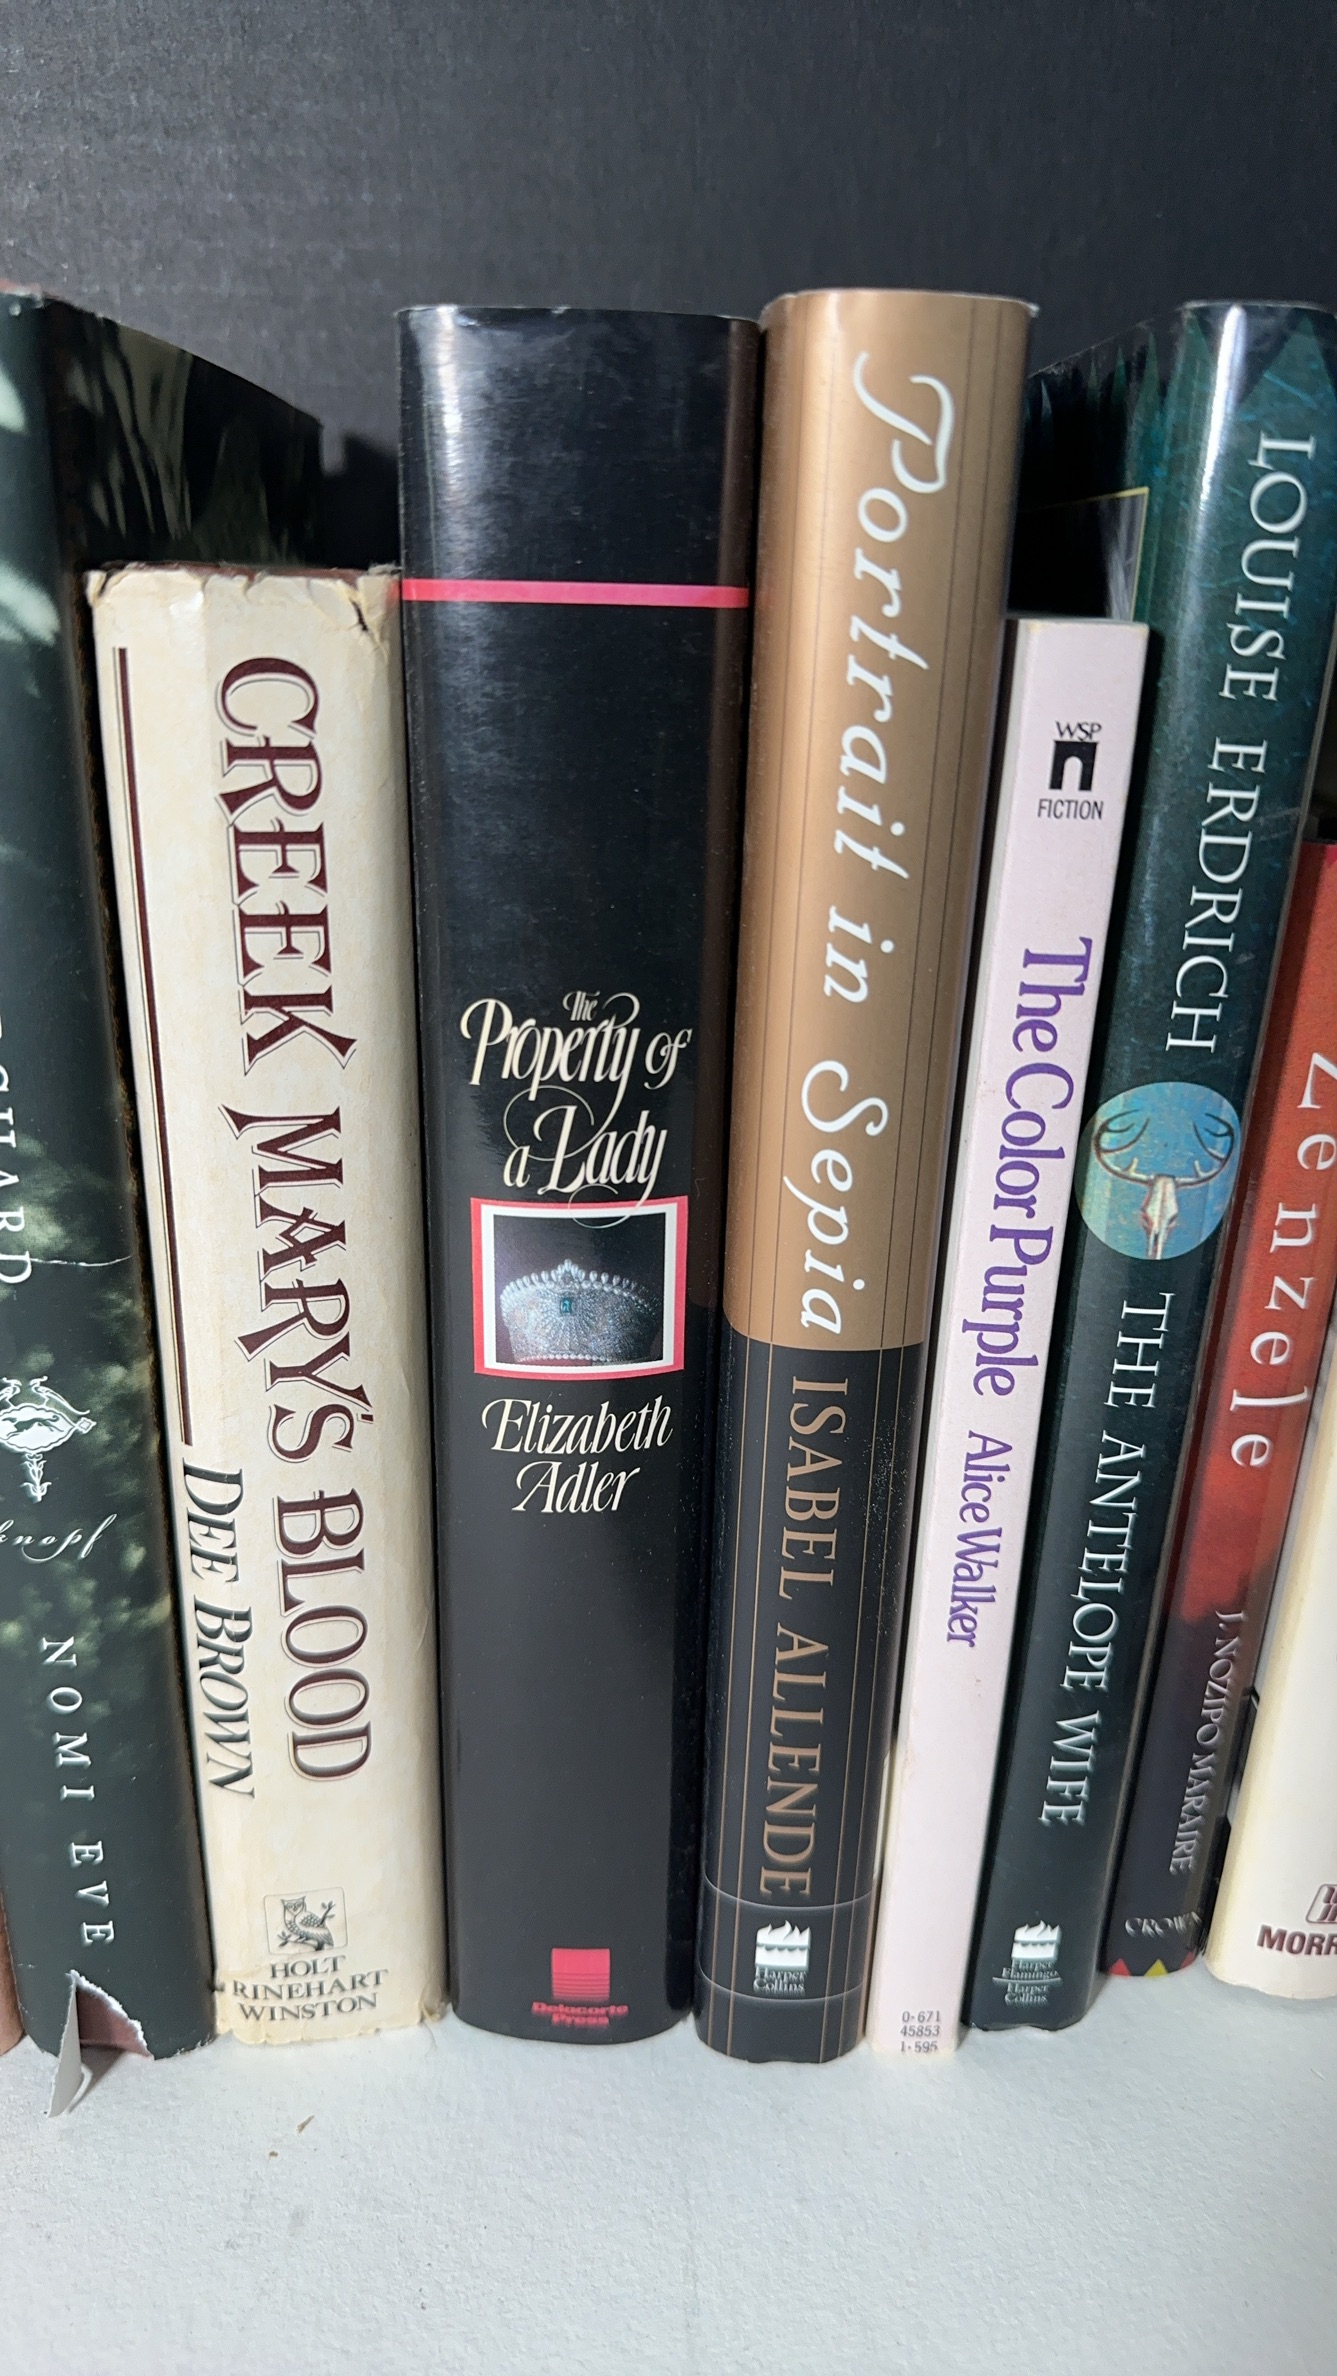 NOMI EVE
CREEK MARY'S BLOOD
DEE BROWN
HOLT
RINEHART
WINSTON
The
Property of
a Lady
Elizabeth
Adler
Delacorte
Press
Portrait in Sepia
ISABEL ALLENDE
Harper
Collins
WSP
FICTION
The Color Purple Alice Walker
0-671
45853
1-595
LOUISE ERDRICH
THE ANTELOPE WIFE
Harper
Flamingo
Harper
Collins
Zenzele
J. NOZIPO MARAIRE
CROWN